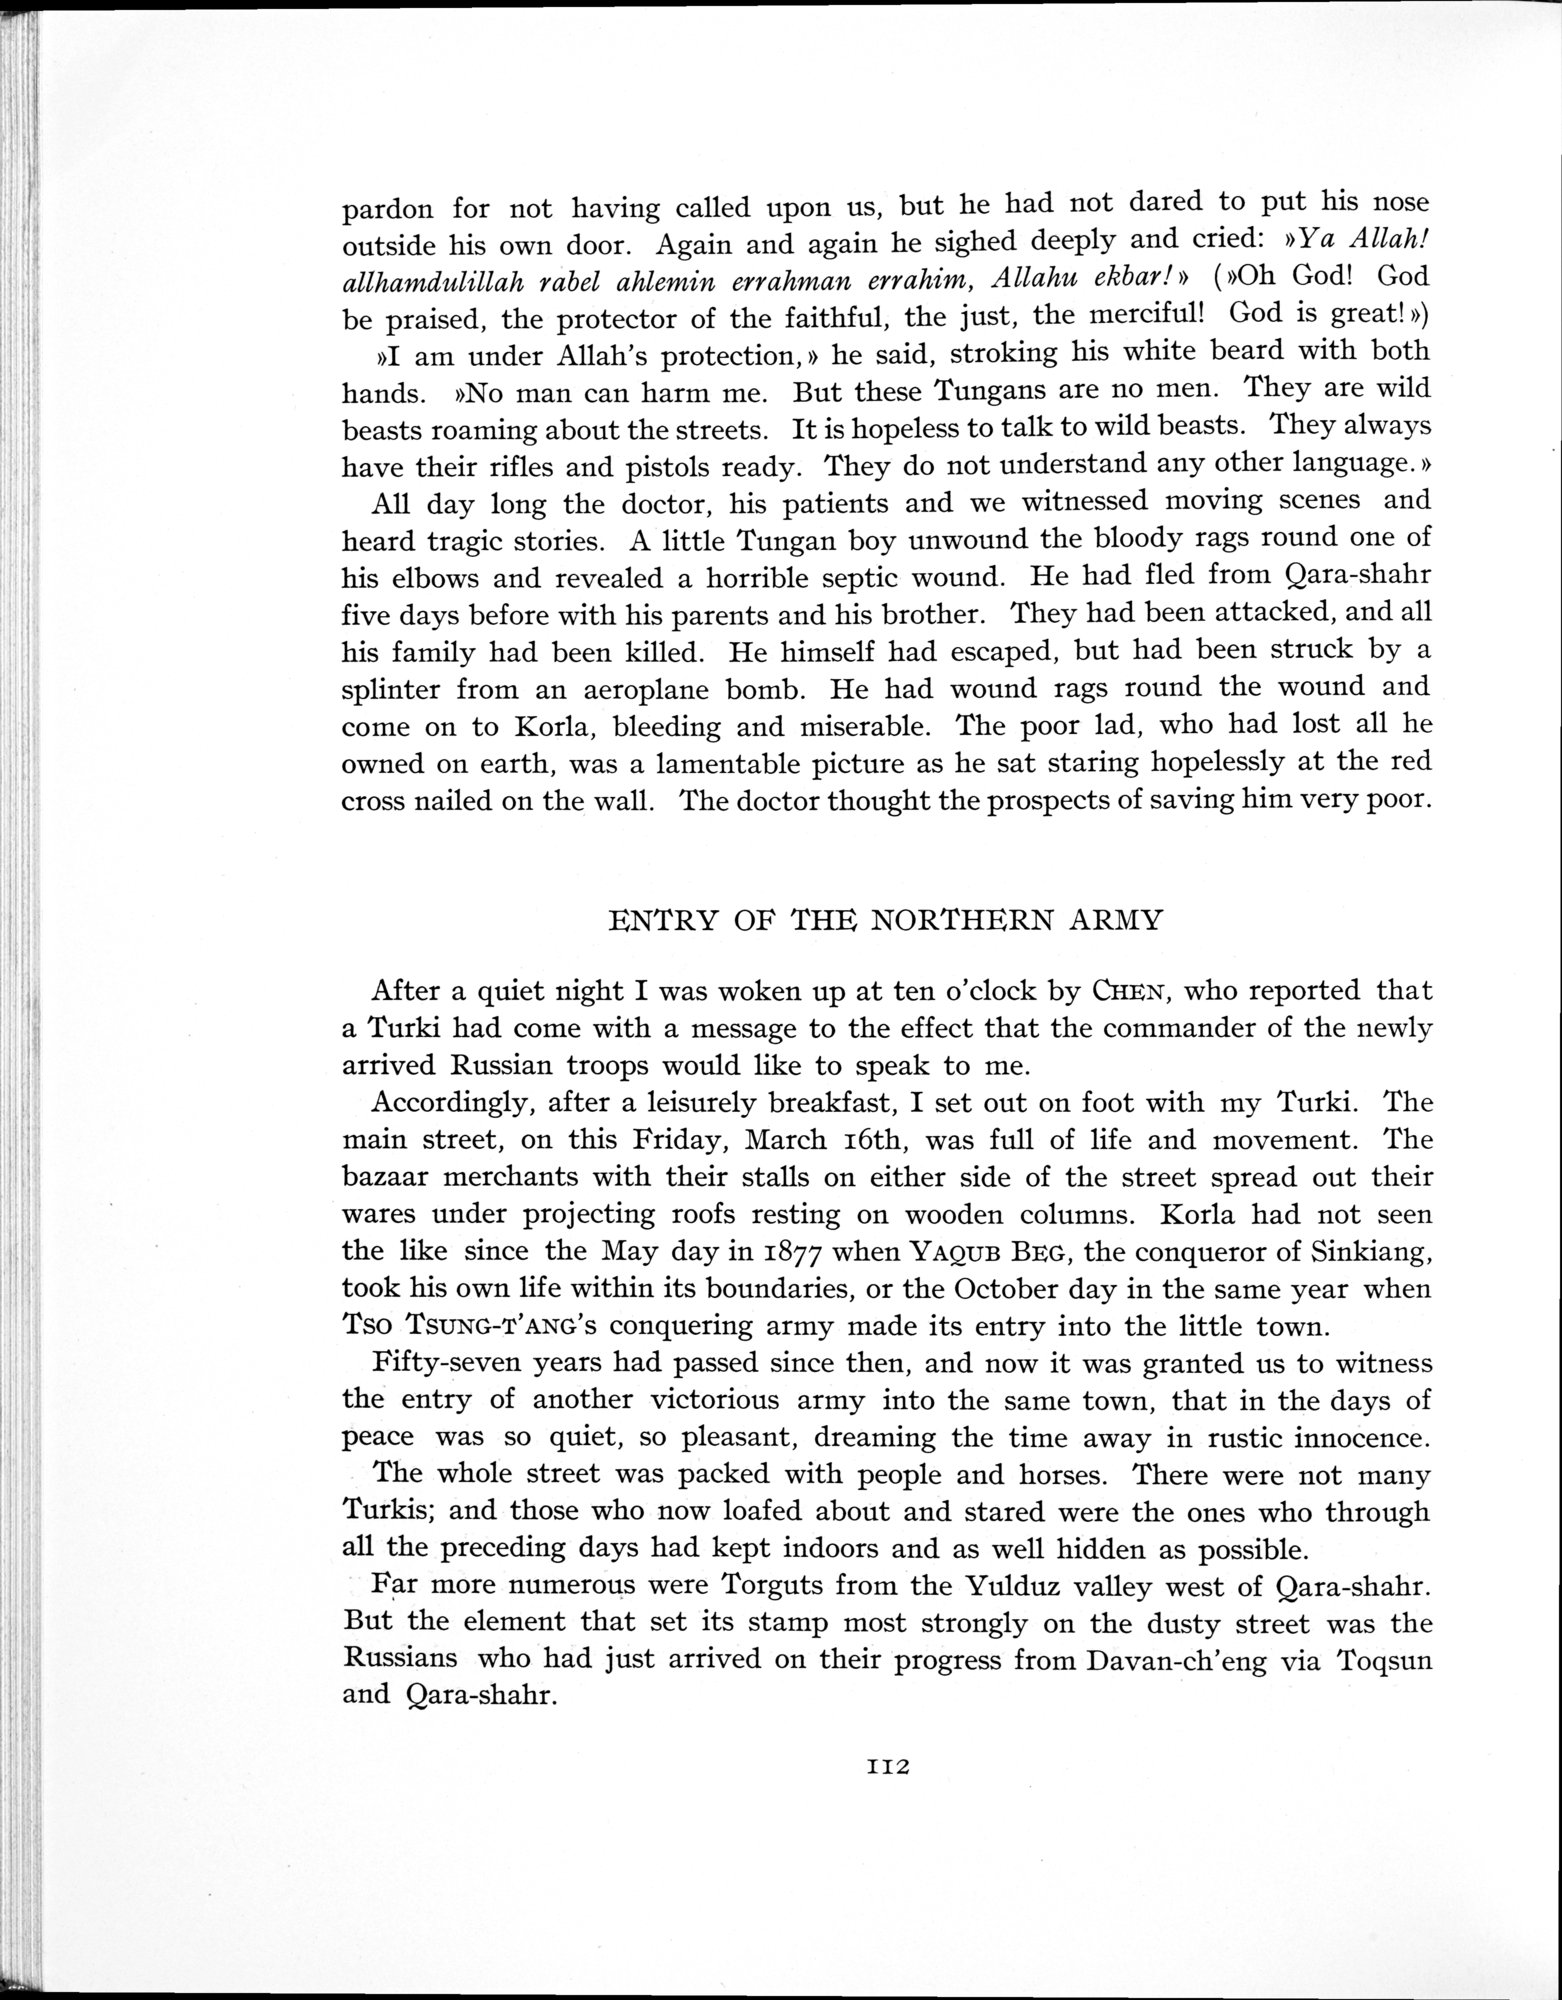 pardon for not having called upon us, but he had not dared to put his nose
outside his own door. Again and again he sighed deeply and cried: »Ya Allah!
allhamdulillah rabel ahlemin errahman errahim, Allahu ekbar!» (»Oh God! God
be praised, the protector of the faithful, the just, the merciful! God is great!»)
»I am under Allah's protection,» he said, stroking his white beard with both
hands. »No man can harm me. But these Tungans are no men. They are wild
beasts roaming about the streets. It is hopeless to talk to wild beasts. They always
have their rifles and pistols ready. They do not understand any other language.»
All day long the doctor, his patients and we witnessed moving scenes and
heard tragic stories. A little Tungan boy unwound the bloody rags round one of
his elbows and revealed a horrible septic wound. He had fled from Qara-shahr
five days before with his parents and his brother. They had been attacked, and all
his family had been killed. He himself had escaped, but had been struck by a
splinter from an aeroplane bomb. He had wound rags round the wound and
come on to Korla, bleeding and miserable. The poor lad, who had lost all he
owned on earth, was a lamentable picture as he sat staring hopelessly at the red
cross nailed on the wall. The doctor thought the prospects of saving him very poor.
ENTRY OF THE NORTHERN ARMY
After a quiet night I was woken up at ten o'clock by CHEN, who reported that
a Turki had come with a message to the effect that the commander of the newly
arrived Russian troops would like to speak to me.
Accordingly, after a leisurely breakfast, I set out on foot with my Turki. The
main street, on this Friday, March 16th, was full of life and movement. The
bazaar merchants with their stalls on either side of the street spread out their
wares under projecting roofs resting on wooden columns. Korla had not seen
the like since the May day in 1877 when YAQUB BEG, the conqueror of Sinkiang,
took his own life within its boundaries, or the October day in the same year when
TSO TSUNG-T'ANG's conquering army made its entry into the little town.
Fifty-seven years had passed since then, and now it was granted us to witness
the entry of another victorious army into the same town, that in the days of
peace was so quiet, so pleasant, dreaming the time away in rustic innocence.
The whole street was packed with people and horses. There were not many
Turkis; and those who now loafed about and stared were the ones who through
all the preceding days had kept indoors and as well hidden as possible.
Far more numerous were Torguts from the Yulduz valley west of Qara-shahr.
But the element that set its stamp most strongly on the dusty street was the
Russians who had just arrived on their progress from Davan-ch'eng via Toqsun
and Qara-shahr.
112